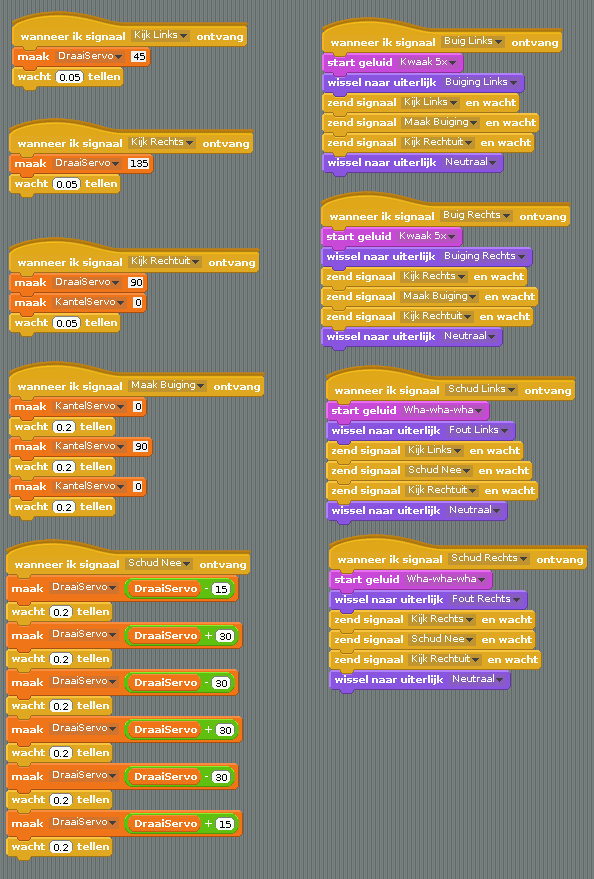 wanneer ik signaal Kijk Links ontvang
maak DraaiServo 45
wacht 0.05 tellen
wanneer ik signaal Kijk Rechts ontvang
maak DraaiServo 135
wacht 0.05 tellen
wanneer ik signaal Kijk Rechtuit ontvang
maak DraaiServo 90
maak KantelServo 0
wacht 0.05 tellen
wanneer ik signaal Maak Buiging ontvang
maak KantelServo 0
wacht 0.2 tellen
maak KantelServo 90
wacht 0.2 tellen
maak KantelServo 0
wacht 0.2 tellen
wanneer ik signaal Schud Nee ontvang
maak DraaiServo DraaiServo - 15
wacht 0.2 tellen
maak DraaiServo DraaiServo + 30
wacht 0.2 tellen
maak DraaiServo DraaiServo - 30
wacht 0.2 tellen
maak DraaiServo DraaiServo + 30
wacht 0.2 tellen
maak DraaiServo DraaiServo - 30
wacht 0.2 tellen
maak DraaiServo DraaiServo + 15
wacht 0.2 tellen
wanneer ik signaal Buig Links ontvang
start geluid Kwaak 5x
wissel naar uiterlijk Buiging Links
zend signaal Kijk Links en wacht
zend signaal Maak Buiging en wacht
zend signaal Kijk Rechtuit en wacht
wissel naar uiterlijk Neutraal
wanneer ik signaal Buig Rechts ontvang
start geluid Kwaak 5x
wissel naar uiterlijk Buiging Rechts
zend signaal Kijk Rechts en wacht
zend signaal Maak Buiging en wacht
zend signaal Kijk Rechtuit en wacht
wissel naar uiterlijk Neutraal
wanneer ik signaal Schud Links ontvang
start geluid Wha-wha-wha
wissel naar uiterlijk Fout Links
zend signaal Kijk Links en wacht
zend signaal Schud Nee en wacht
zend signaal Kijk Rechtuit en wacht
wissel naar uiterlijk Neutraal
wanneer ik signaal Schud Rechts ontvang
start geluid Wha-wha-wha
wissel naar uiterlijk Fout Rechts
zend signaal Kijk Rechts en wacht
zend signaal Schud Nee en wacht
zend signaal Kijk Rechtuit en wacht
wissel naar uiterlijk Neutraal